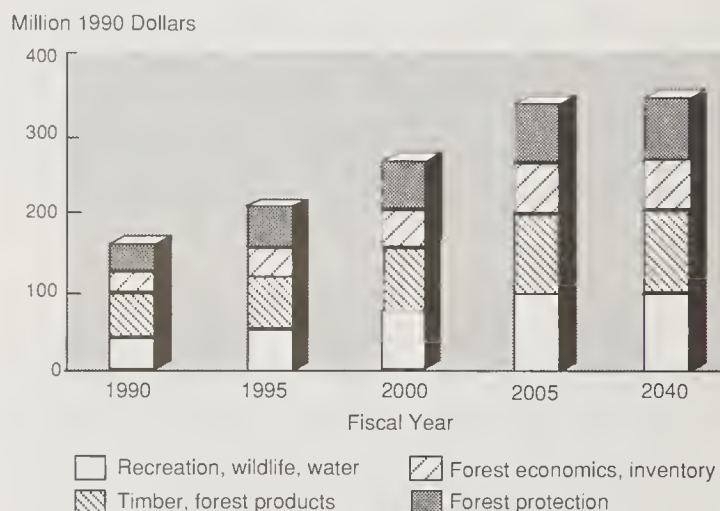 Million 1990 Dollars
400
300
200
100
0
1990 1995 2000 2005 2040
Fiscal Year
Recreation, wildlife, water
Forest economics, inventory
Timber, forest products
Forest protection